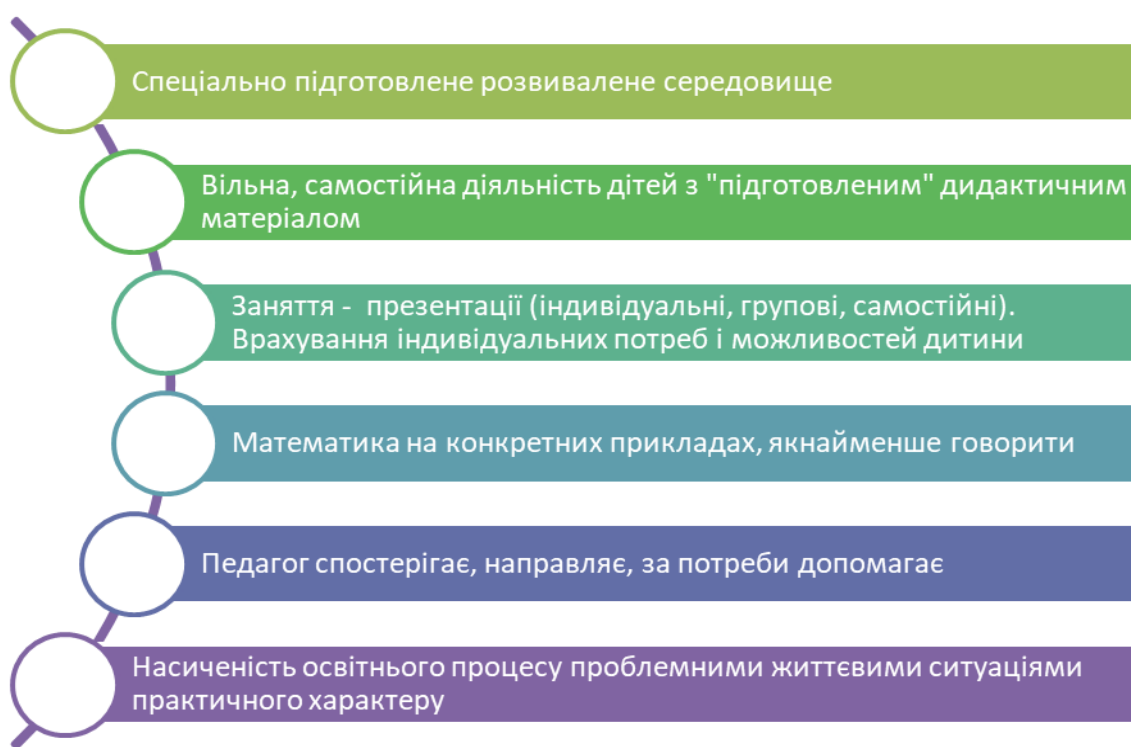 Спеціально підготовлене розвивалене середовище
Вільна, самостійна діяльність дітей з "підготовленим" дидактичним
матеріалом
Заняття - презентації (індивідуальні, групові, самостійні).
Врахування індивідуальних потреб і можливостей дитини
Математика на конкретних прикладах, якнайменше говорити
Педагог спостерігає, направляє, за потреби допомагає
Насиченість освітнього процесу проблемними життєвими ситуаціями
практичного характеру